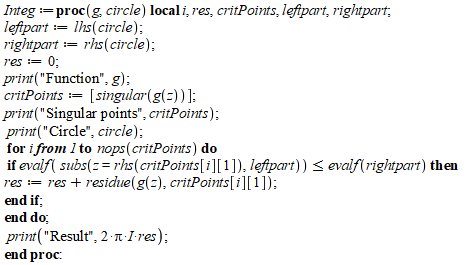 Integ := proc(g, circle) local i, res, critPoints, leftpart, rightpart;
leftpart := lhs(circle);
rightpart := rhs(circle);
res := 0;
print("Function", g);
critPoints := [singular(g(z))];
print("Singular points", critPoints);
print("Circle", circle);
for i from 1 to nops(critPoints) do
if evalf( subs(z = rhs(critPoints[i][1]), leftpart)) ≤ evalf(rightpart) then
res := res + residue(g(z), critPoints[i][1]);
end if;
end do;
print("Result", 2·π·I·res);
end proc: